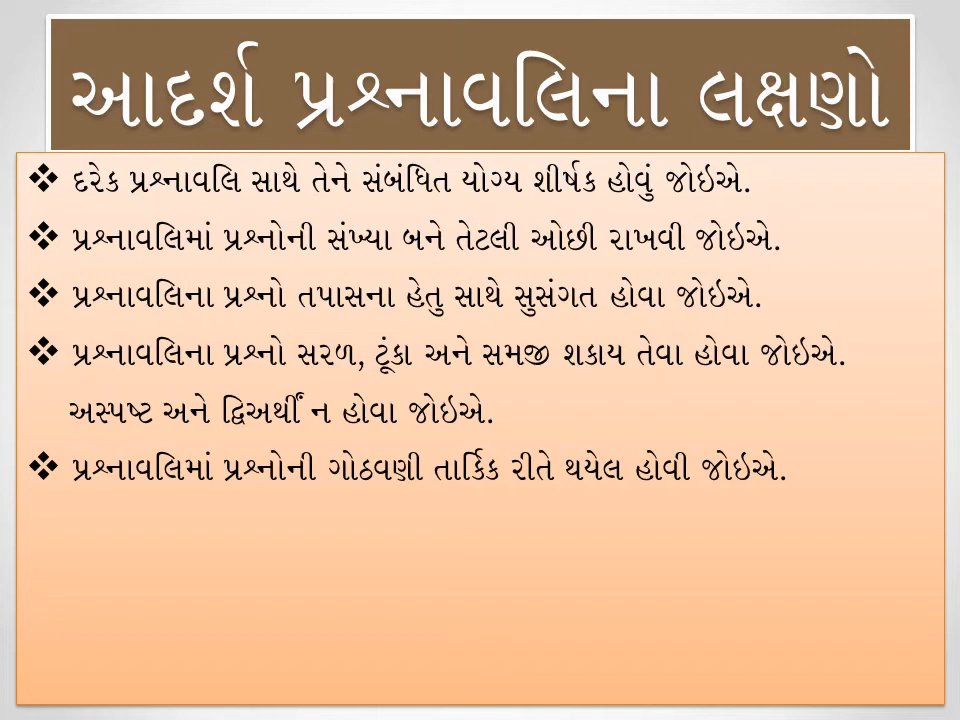 આદર્શ પ્રશ્નાવલિના લક્ષણો
❖ દરેક પ્રશ્નાવલિ સાથે તેને સંબંધિત યોગ્ય શીર્ષક હોવું જોઇએ.
❖ પ્રશ્નાવલિમાં પ્રશ્નોની સંખ્યા બને તેટલી ઓછી રાખવી જોઇએ.
❖ પ્રશ્નાવલિના પ્રશ્નો તપાસના હેતુ સાથે સુસંગત હોવા જોઇએ.
❖ પ્રશ્નાવલિના પ્રશ્નો સરળ, ટૂંકા અને સમજી શકાય તેવા હોવા જોઇએ.
અસ્પષ્ટ અને દ્વિઅર્થી ન હોવા જોઇએ.
❖ પ્રશ્નાવલિમાં પ્રશ્નોની ગોઠવણી તાર્કિક રીતે થયેલ હોવી જોઇએ.